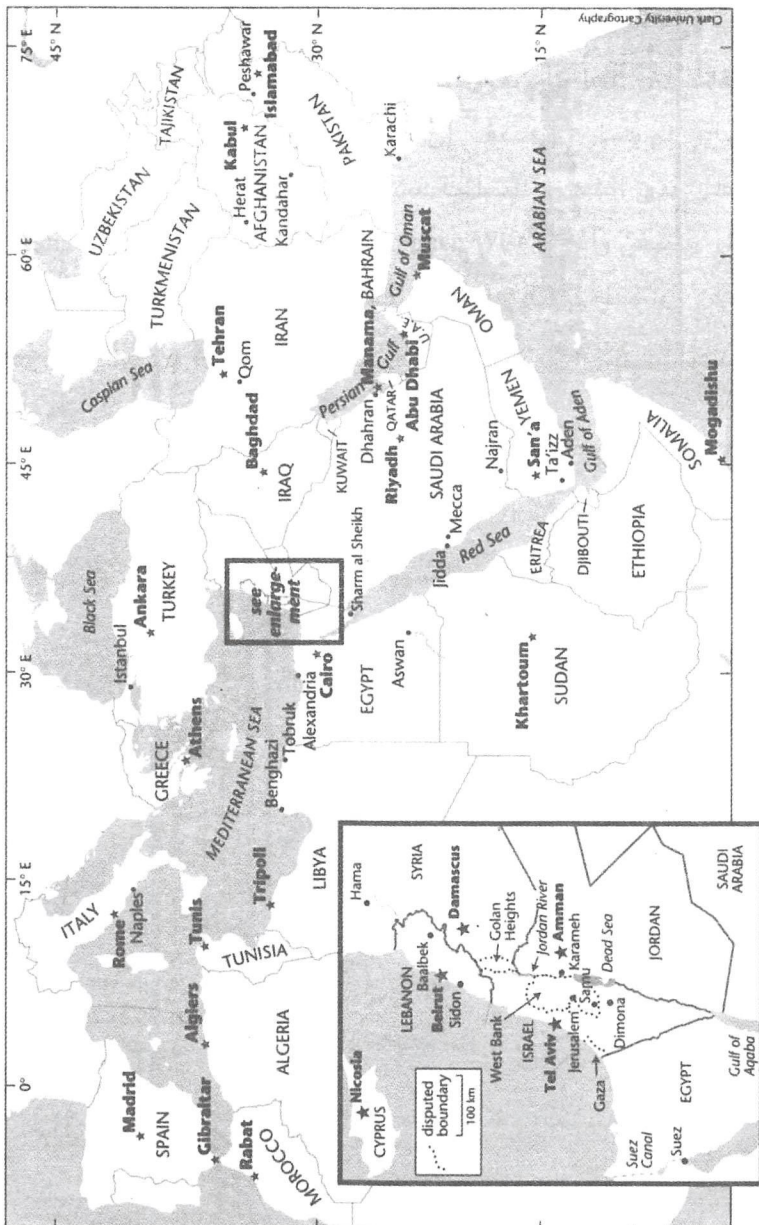 0°
15° E
30° E
45° E
60° E
75° E
45° N
30° N
15° N
Madrid
SPAIN
Gibraltar
Rabat
MOROCCO
Algiers
ALGERIA
ITALY
Rome
Naples
Tunis
TUNISIA
Tripoli
LIBYA
MEDITERRANEAN SEA
GREECE
Athens
Benghazi
Tobruk
Alexandria
Cairo
EGYPT
Aswan
Istanbul
Black Sea
Ankara
TURKEY
see
enlarge-
ment
Sharm al Sheikh
Khartoum
SUDAN
Jidda
Mecca
Red Sea
ERITREA
DJIBOUTI
ETHIOPIA
SOMALIA
Mogadishu
Caspian Sea
Baghdad
IRAQ
KUWAIT
Tehran
Qom
IRAN
Persian Gulf
Dhahran
Manama, BAHRAIN
QATAR
Riyadh
Abu Dhabi
U.A.E.
SAUDI ARABIA
Najran
YEMEN
San'a
Ta'izz
Aden
Gulf of Aden
OMAN
Muscat
Gulf of Oman
ARABIAN SEA
UZBEKISTAN
TURKMENISTAN
TAJIKISTAN
Kabul
Herat
AFGHANISTAN
Kandahar
Peshawar
Islamabad
PAKISTAN
Karachi
Clark University Cartography
Nicosia
CYPRUS
disputed
boundary
100 km
Hama
SYRIA
LEBANON
Baalbek
Beirut
Sidon
Damascus
Golan
Heights
West Bank
Jordan River
ISRAEL
Tel Aviv
Amman
Karameh
Jerusalem
Samu
Dead Sea
Dimona
Gaza
JORDAN
SAUDI
ARABIA
EGYPT
Suez
Canal
Suez
Gulf of
Aqaba